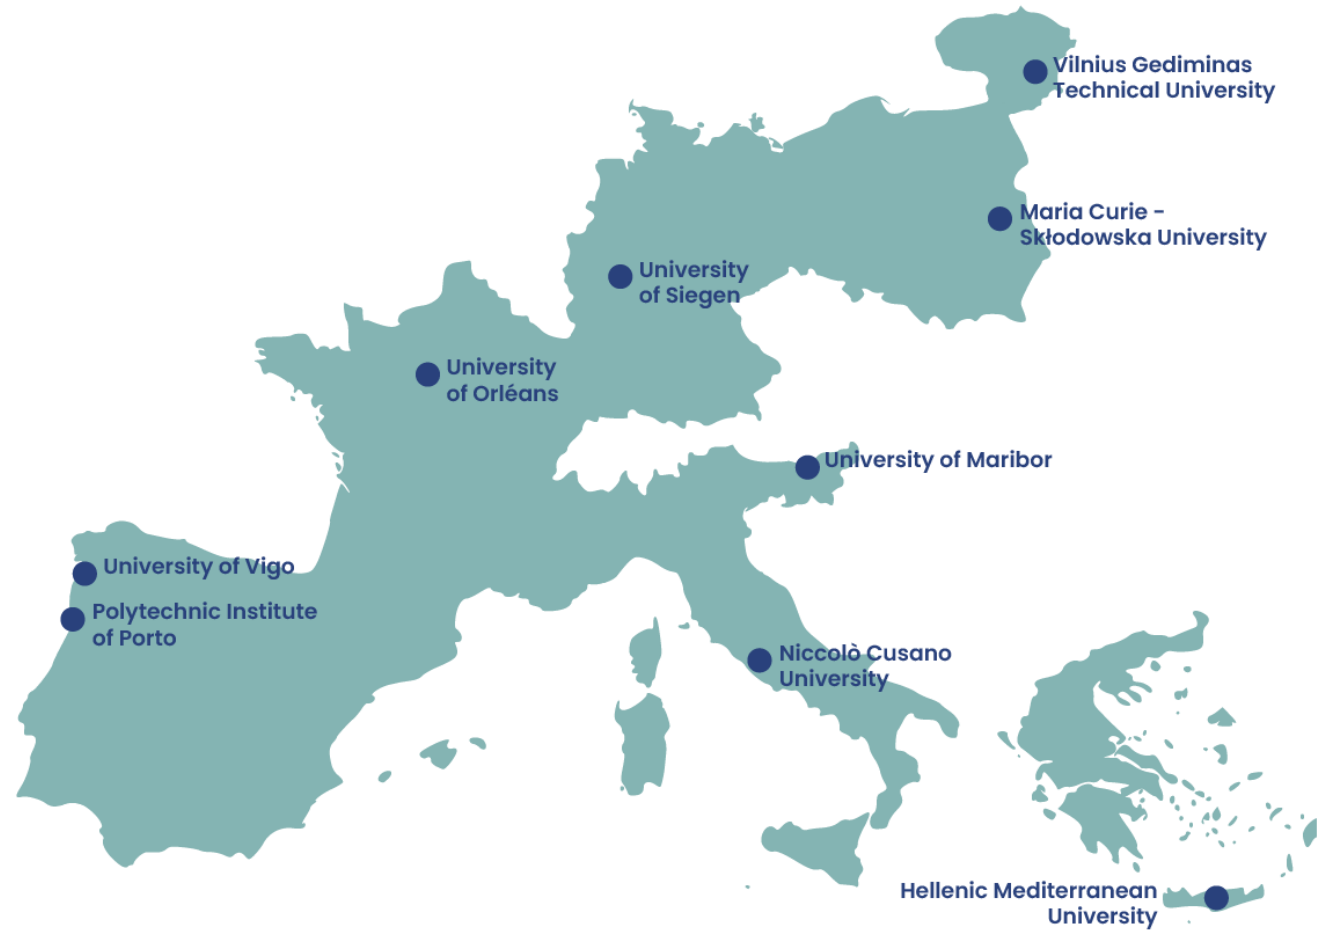 Vilnius Gediminas
Technical University
Maria Curie -
Skłodowska University
University
of Siegen
University
of Orléans
University of Maribor
University of Vigo
Polytechnic Institute
of Porto
Niccolò Cusano
University
Hellenic Mediterranean
University